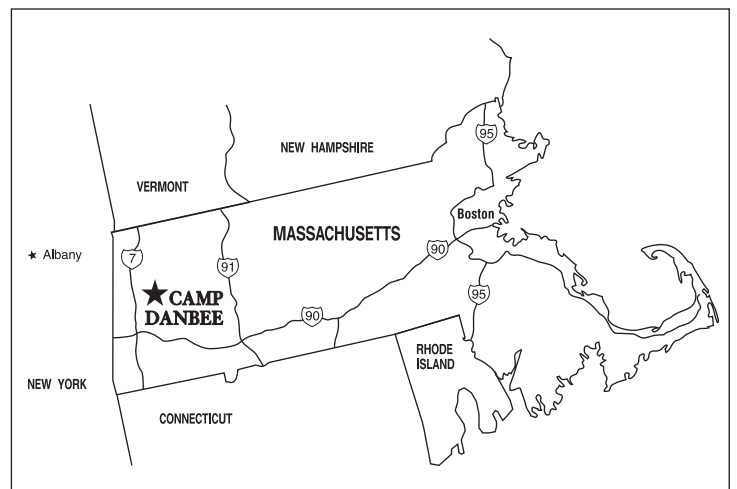 95
NEW HAMPSHIRE
VERMONT
Boston
MASSACHUSETTS
Albany
7
91
90
CAMP
DANBEE
95
90
RHODE
ISLAND
NEW YORK
CONNECTICUT